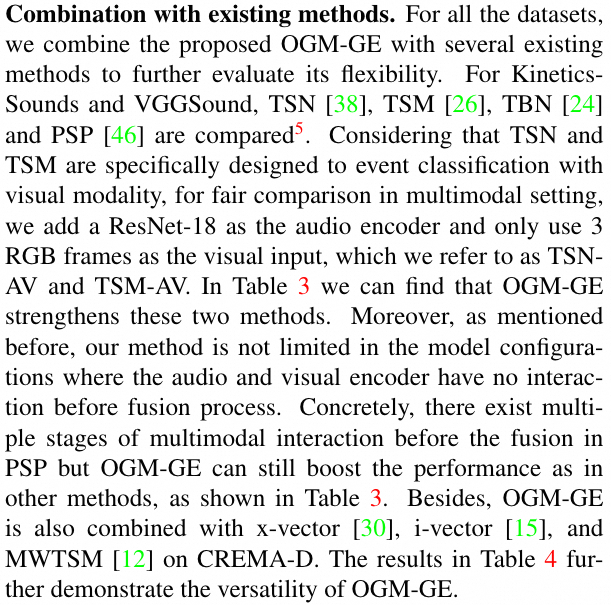 Combination with existing methods. For all the datasets,
we combine the proposed OGM-GE with several existing
methods to further evaluate its flexibility. For Kinetics-
Sounds and VGGSound, TSN [38], TSM [26], TBN [24]
and PSP [46] are compared5. Considering that TSN and
TSM are specifically designed to event classification with
visual modality, for fair comparison in multimodal setting,
we add a ResNet-18 as the audio encoder and only use 3
RGB frames as the visual input, which we refer to as TSN-
AV and TSM-AV. In Table 3 we can find that OGM-GE
strengthens these two methods. Moreover, as mentioned
before, our method is not limited in the model configura-
tions where the audio and visual encoder have no interac-
tion before fusion process. Concretely, there exist multi-
ple stages of multimodal interaction before the fusion in
PSP but OGM-GE can still boost the performance as in
other methods, as shown in Table 3. Besides, OGM-GE
is also combined with x-vector [30], i-vector [15], and
MWTSM [12] on CREMA-D. The results in Table 4 fur-
ther demonstrate the versatility of OGM-GE.